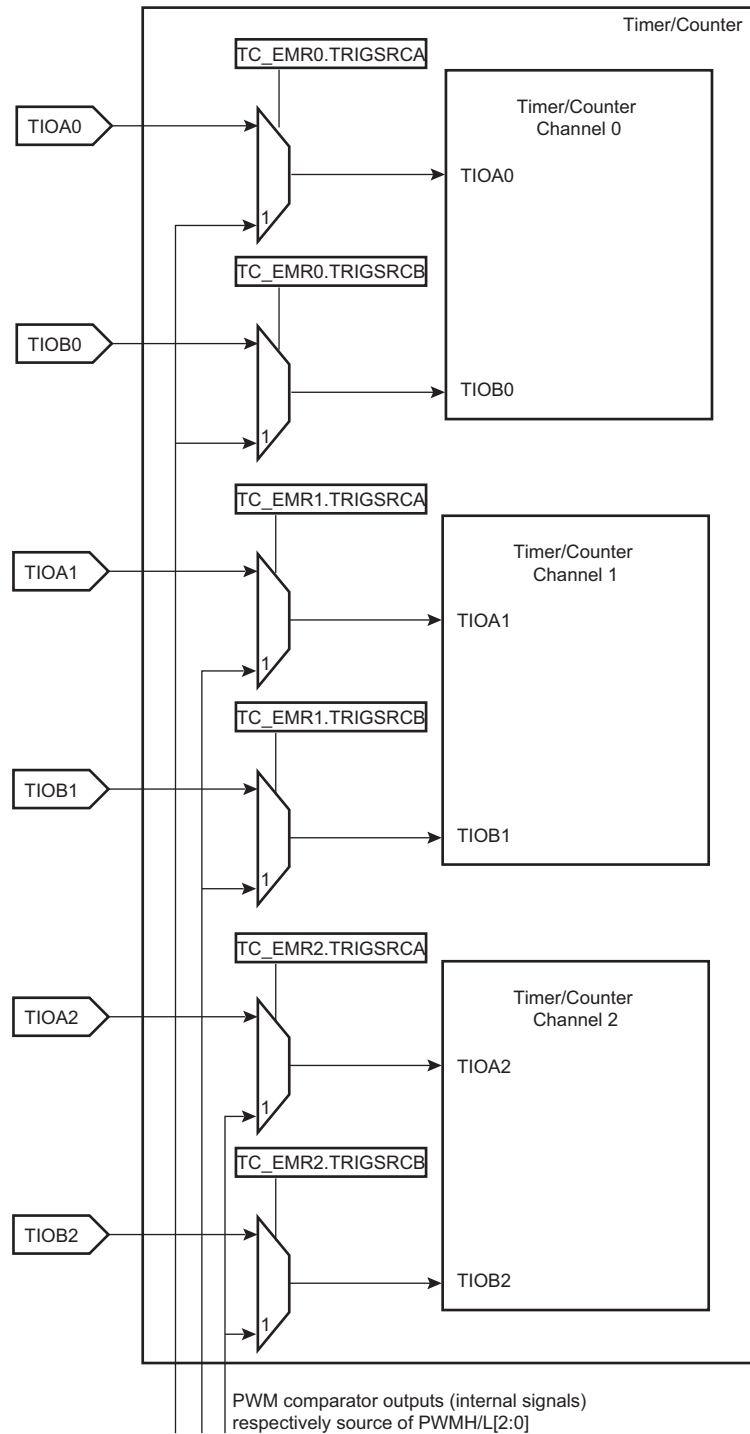 Timer/Counter
TC_EMR0.TRIGSRCA
TIOA0
Timer/Counter
Channel 0
TIOA0
1
TC_EMR0.TRIGSRCB
TIOB0
TIOB0
1
TC_EMR1.TRIGSRCA
TIOA1
Timer/Counter
Channel 1
TIOA1
1
TC_EMR1.TRIGSRCB
TIOB1
TIOB1
1
TC_EMR2.TRIGSRCA
TIOA2
Timer/Counter
Channel 2
TIOA2
1
TC_EMR2.TRIGSRCB
TIOB2
TIOB2
1
PWM comparator outputs (internal signals)
respectively source of PWMH/L[2:0]